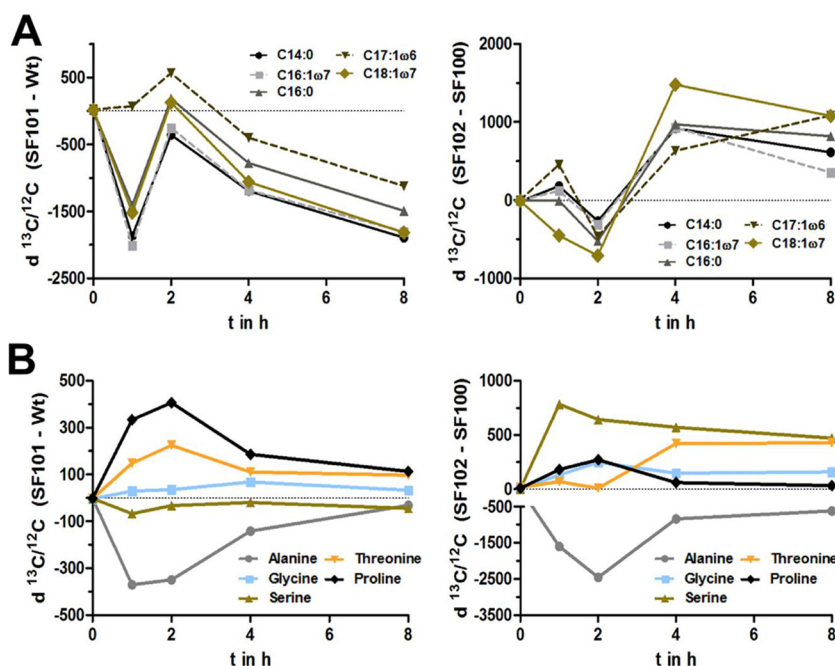 A
d ¹³C/¹²C (SF101 - Wt)
500
-500
-1500
-2500
C14:0
C16:1ω7
C16:0
C17:1ω6
C18:1ω7
0 2 4 6 8
t in h
d ¹³C/¹²C (SF102 - SF100)
2000
1000
0
-1000
C14:0
C16:1ω7
C16:0
C17:1ω6
C18:1ω7
0 2 4 6 8
t in h
B
d ¹³C/¹²C (SF101 - Wt)
500
300
100
-100
-300
-500
Alanine
Glycine
Serine
Threonine
Proline
0 2 4 6 8
t in h
d ¹³C/¹²C (SF102 - SF100)
1000
500
0
-500
-1500
-2500
-3500
Alanine
Glycine
Serine
Threonine
Proline
0 2 4 6 8
t in h